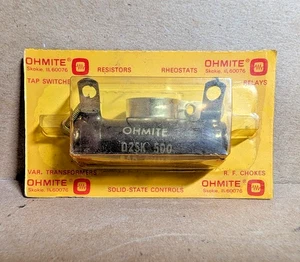 OHMITE
Skokie, IL 60076
RESISTORS
RHEOSTATS
OHMITE
Skokie, IL 60076
TAP SWITCHES
RELAYS
OHMITE
D25K 500
VAR. TRANSFORMERS
R. F. CHOKES
OHMITE
Skokie, IL 60076
SOLID-STATE CONTROLS
OHMITE
Skokie, IL 60076